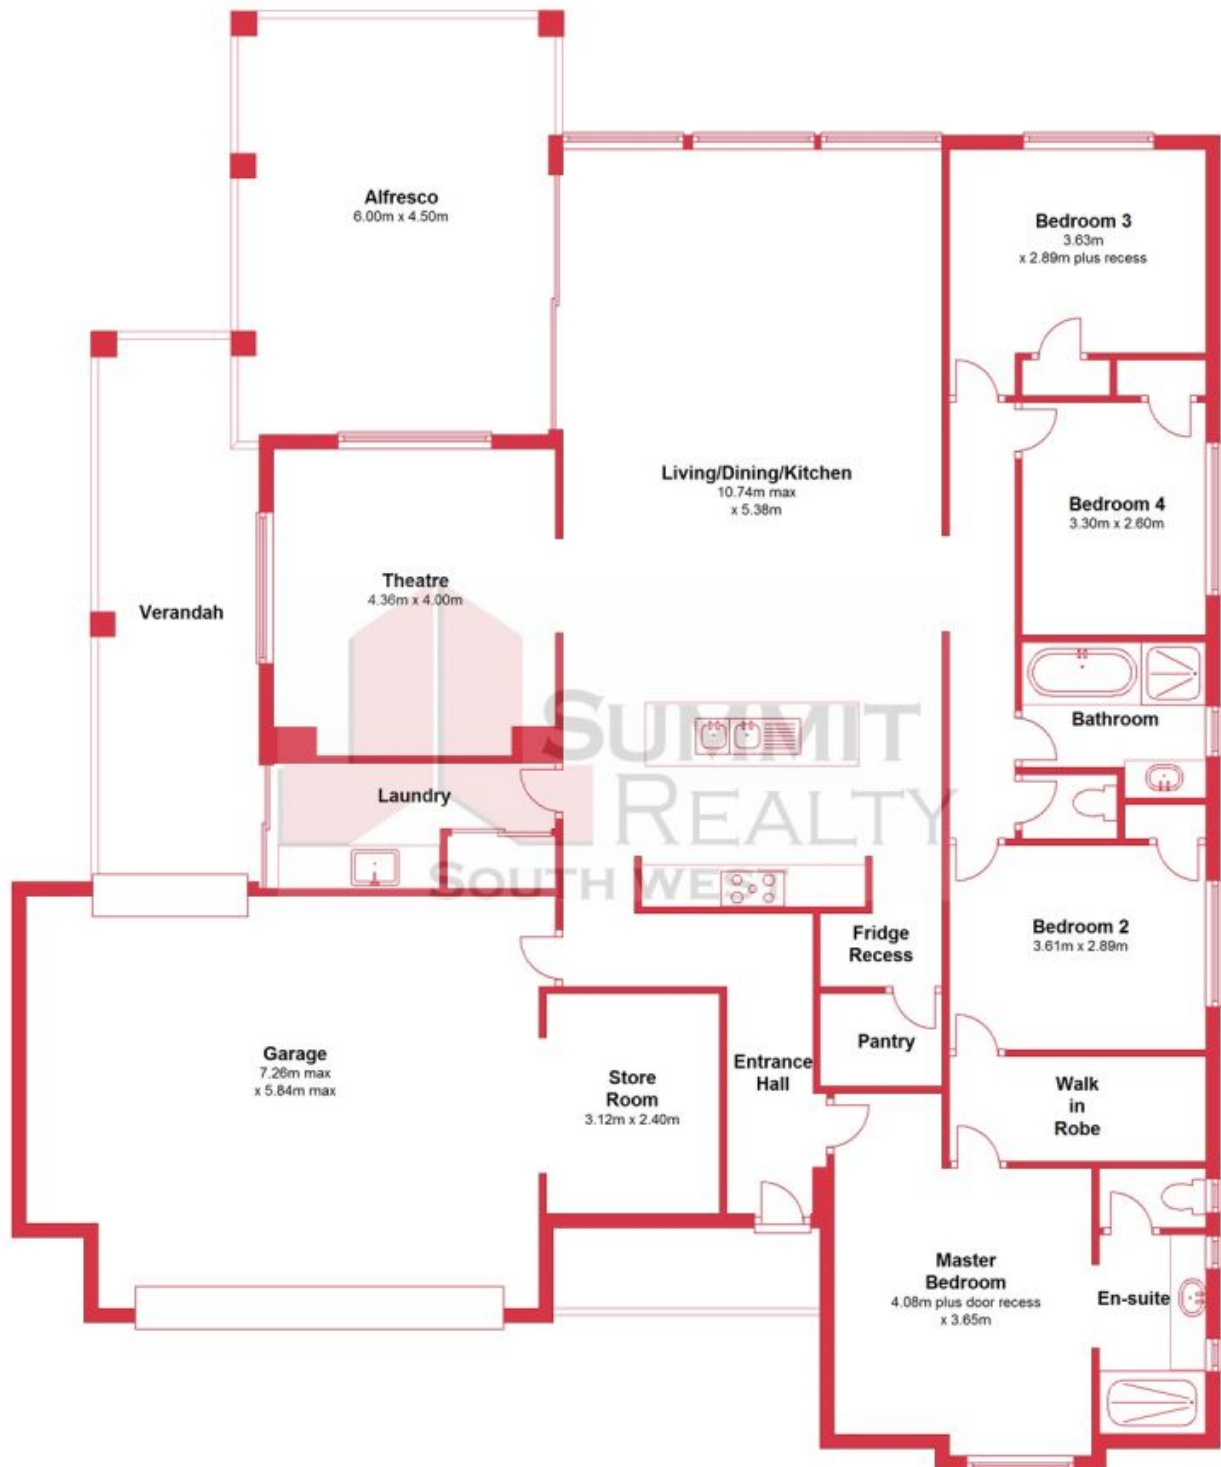 Alfresco
6.00m x 4.50m
Bedroom 3
3.63m
x 2.89m plus recess
Living/Dining/Kitchen
10.74m max
x 5.38m
Bedroom 4
3.30m x 2.60m
Theatre
4.36m x 4.00m
Verandah
SUMMIT
REALTY
SOUTH WEST
Bathroom
Laundry
Fridge
Recess
Bedroom 2
3.61m x 2.89m
Garage
7.26m max
x 5.84m max
Store
Room
3.12m x 2.40m
Entrance
Hall
Pantry
Walk
in
Robe
Master
Bedroom
4.08m plus door recess
x 3.65m
En-suite